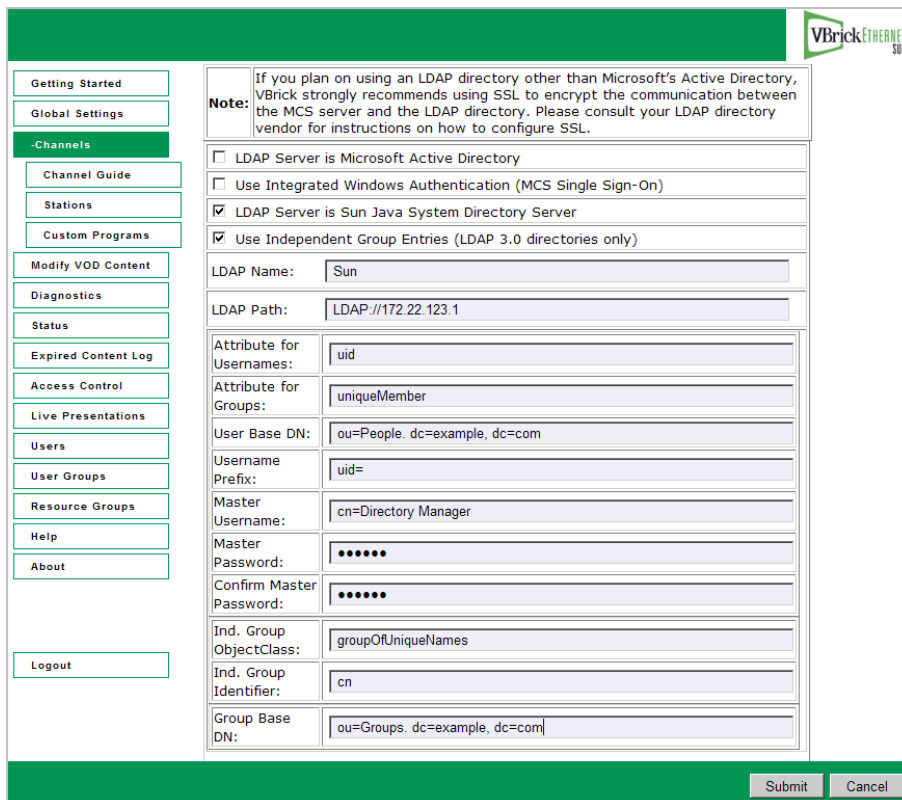 VBrick ETHERNE
SU
Getting Started
Global Settings
-Channels
Channel Guide
Stations
Custom Programs
Modify VOD Content
Diagnostics
Status
Expired Content Log
Access Control
Live Presentations
Users
User Groups
Resource Groups
Help
About
Logout
Note:
If you plan on using an LDAP directory other than Microsoft's Active Directory,
VBrick strongly recommends using SSL to encrypt the communication between
the MCS server and the LDAP directory. Please consult your LDAP directory
vendor for instructions on how to configure SSL.
LDAP Server is Microsoft Active Directory
Use Integrated Windows Authentication (MCS Single Sign-On)
LDAP Server is Sun Java System Directory Server
Use Independent Group Entries (LDAP 3.0 directories only)
LDAP Name: Sun
LDAP Path: LDAP://172.22.123.1
Attribute for
Usernames:
uid
Attribute for
Groups:
uniqueMember
User Base DN: ou=People. dc=example, dc=com
Username
Prefix:
uid=
Master
Username:
cn=Directory Manager
Master
Password:
●●●●●●
Confirm Master
Password:
●●●●●●
Ind. Group
ObjectClass:
groupOfUniqueNames
Ind. Group
Identifier:
cn
Group Base
DN:
ou=Groups. dc=example, dc=com
Submit Cancel